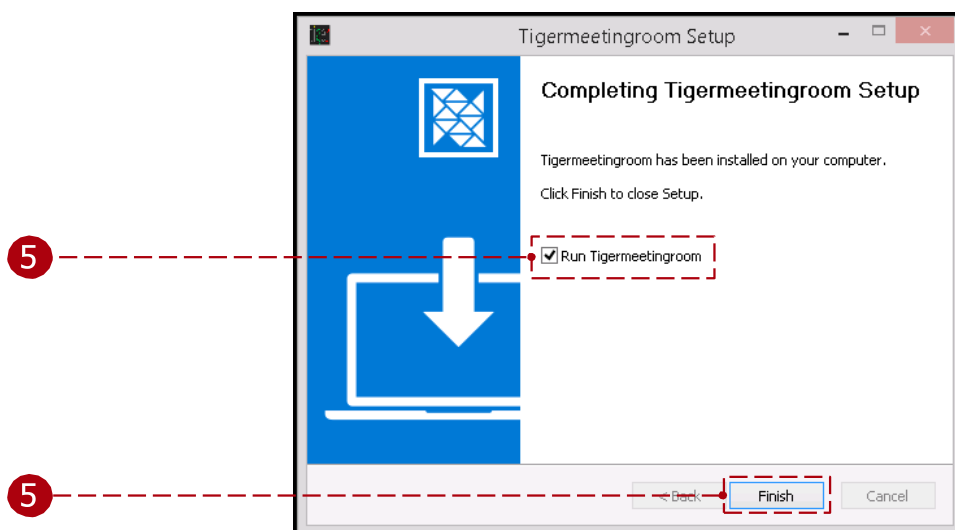 Tigermeetingroom Setup
Completing Tigermeetingroom Setup
Tigermeetingroom has been installed on your computer.
Click Finish to close Setup.
5
Run Tigermeetingroom
5
< Back Finish Cancel